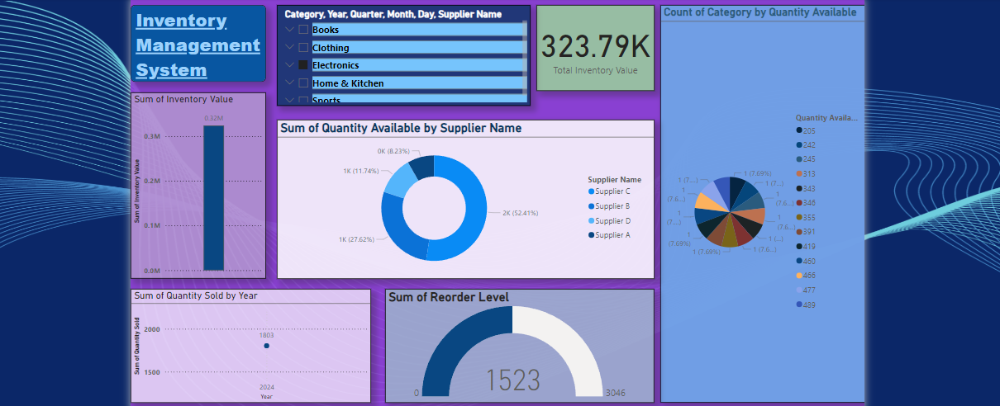 Inventory
Management
System
Category, Year, Quarter, Month, Day, Supplier Name
Books
Clothing
Electronics
Home & Kitchen
Sports
323.79K
Total Inventory Value
Count of Category by Quantity Available
Quantity Availa...
205
242
245
313
343
346
355
391
419
460
466
477
489
1 (7.69%)
1 (7...)
1
(7.6...)
1
(7.6...)
1 (...)
1 (7.6...)
1 (7.69%)
1
(7.69%)
1
(7...)
1
(7.6...)
1 (7...)
Sum of Inventory Value
0.32M
0.3M
0.2M
0.1M
0.0M
Sum of Inventory Value
Sum of Quantity Available by Supplier Name
0K (8.23%)
1K (11.74%)
1K (27.62%)
2K (52.41%)
Supplier Name
Supplier C
Supplier B
Supplier D
Supplier A
Sum of Quantity Sold by Year
Sum of Quantity Sold
2000
1500
1803
2024
Year
Sum of Reorder Level
1523
0
3046